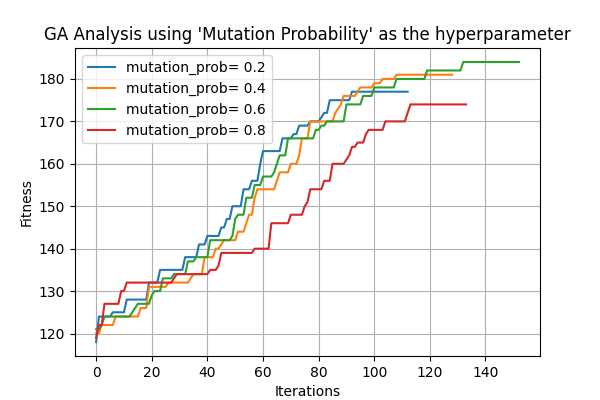 GA Analysis using 'Mutation Probability' as the hyperparameter
mutation_prob= 0.2
mutation_prob= 0.4
mutation_prob= 0.6
mutation_prob= 0.8
Fitness
180
170
160
150
140
130
120
0 20 40 60 80 100 120 140
Iterations